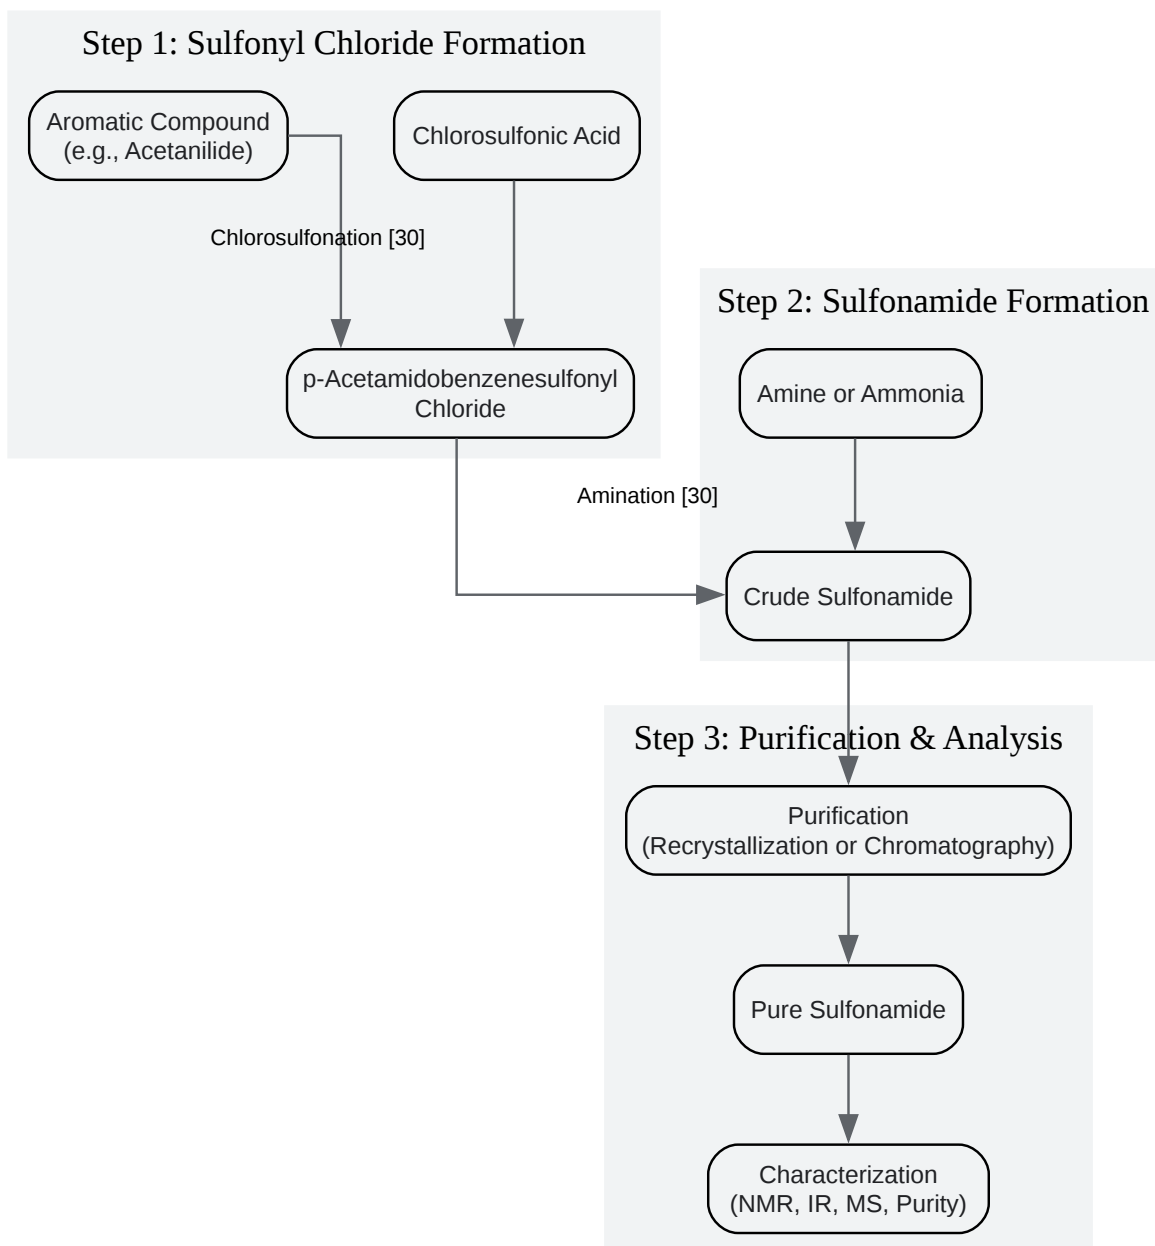 Step 1: Sulfonyl Chloride Formation
Aromatic Compound
(e.g., Acetanilide)
Chlorosulfonic Acid
Chlorosulfonation [30]
p-Acetamidobenzenesulfonyl
Chloride
Step 2: Sulfonamide Formation
Amine or Ammonia
Amination [30]
Crude Sulfonamide
Step 3: Purification & Analysis
Purification
(Recrystallization or Chromatography)
Pure Sulfonamide
Characterization
(NMR, IR, MS, Purity)